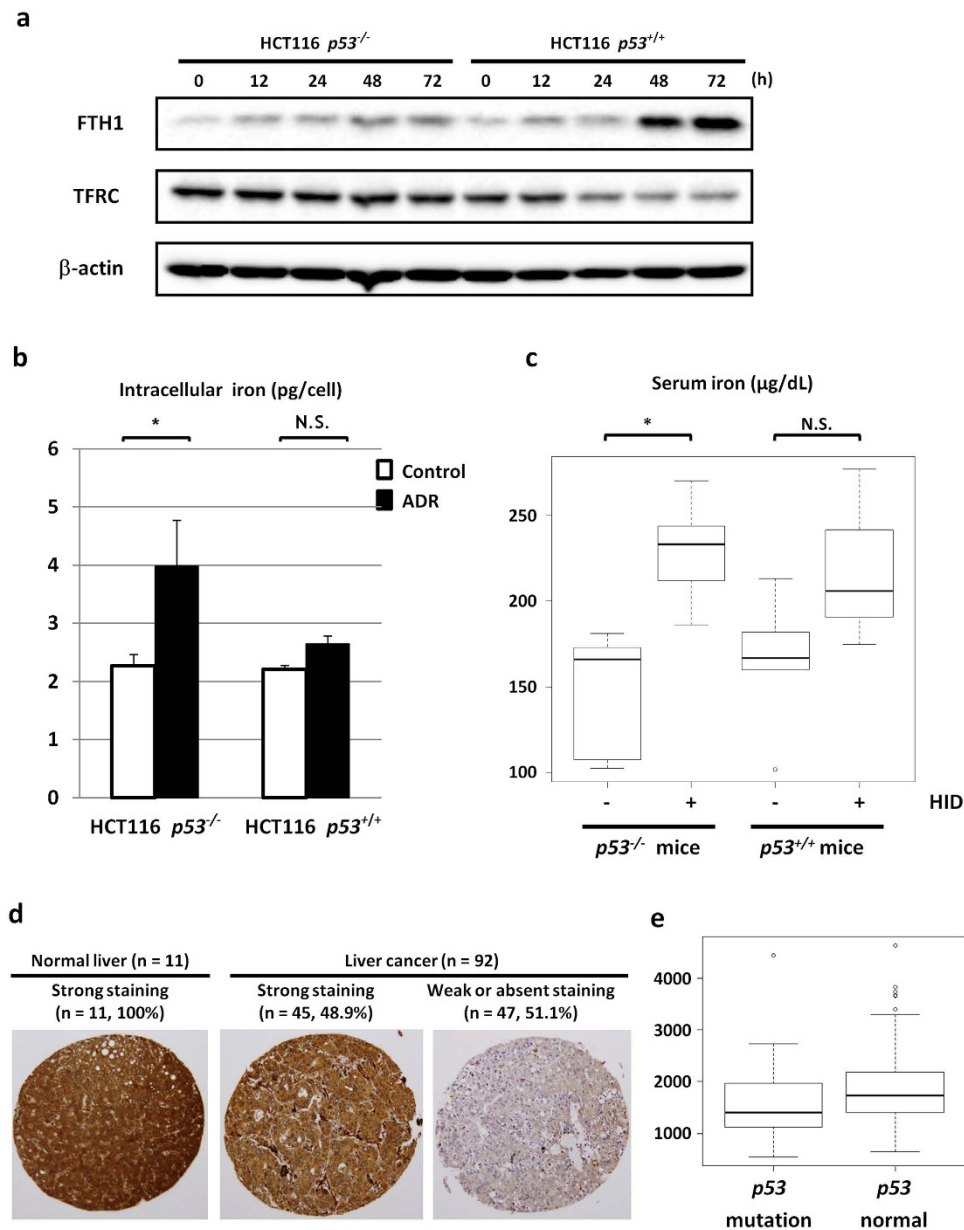 a
HCT116 p53-/- HCT116 p53+/+
0 12 24 48 72 0 12 24 48 72 (h)
FTH1
TFRC
β-actin
b
Intracellular iron (pg/cell)
* N.S.
6
5
4
3
2
1
0
Control
ADR
HCT116 p53-/- HCT116 p53+/+
c
Serum iron (µg/dL)
* N.S.
250
200
150
100
- + - + HID
p53-/- mice p53+/+ mice
d
Normal liver (n = 11) Liver cancer (n = 92)
Strong staining Strong staining Weak or absent staining
(n = 11, 100%) (n = 45, 48.9%) (n = 47, 51.1%)
e
4000
3000
2000
1000
p53 p53
mutation normal